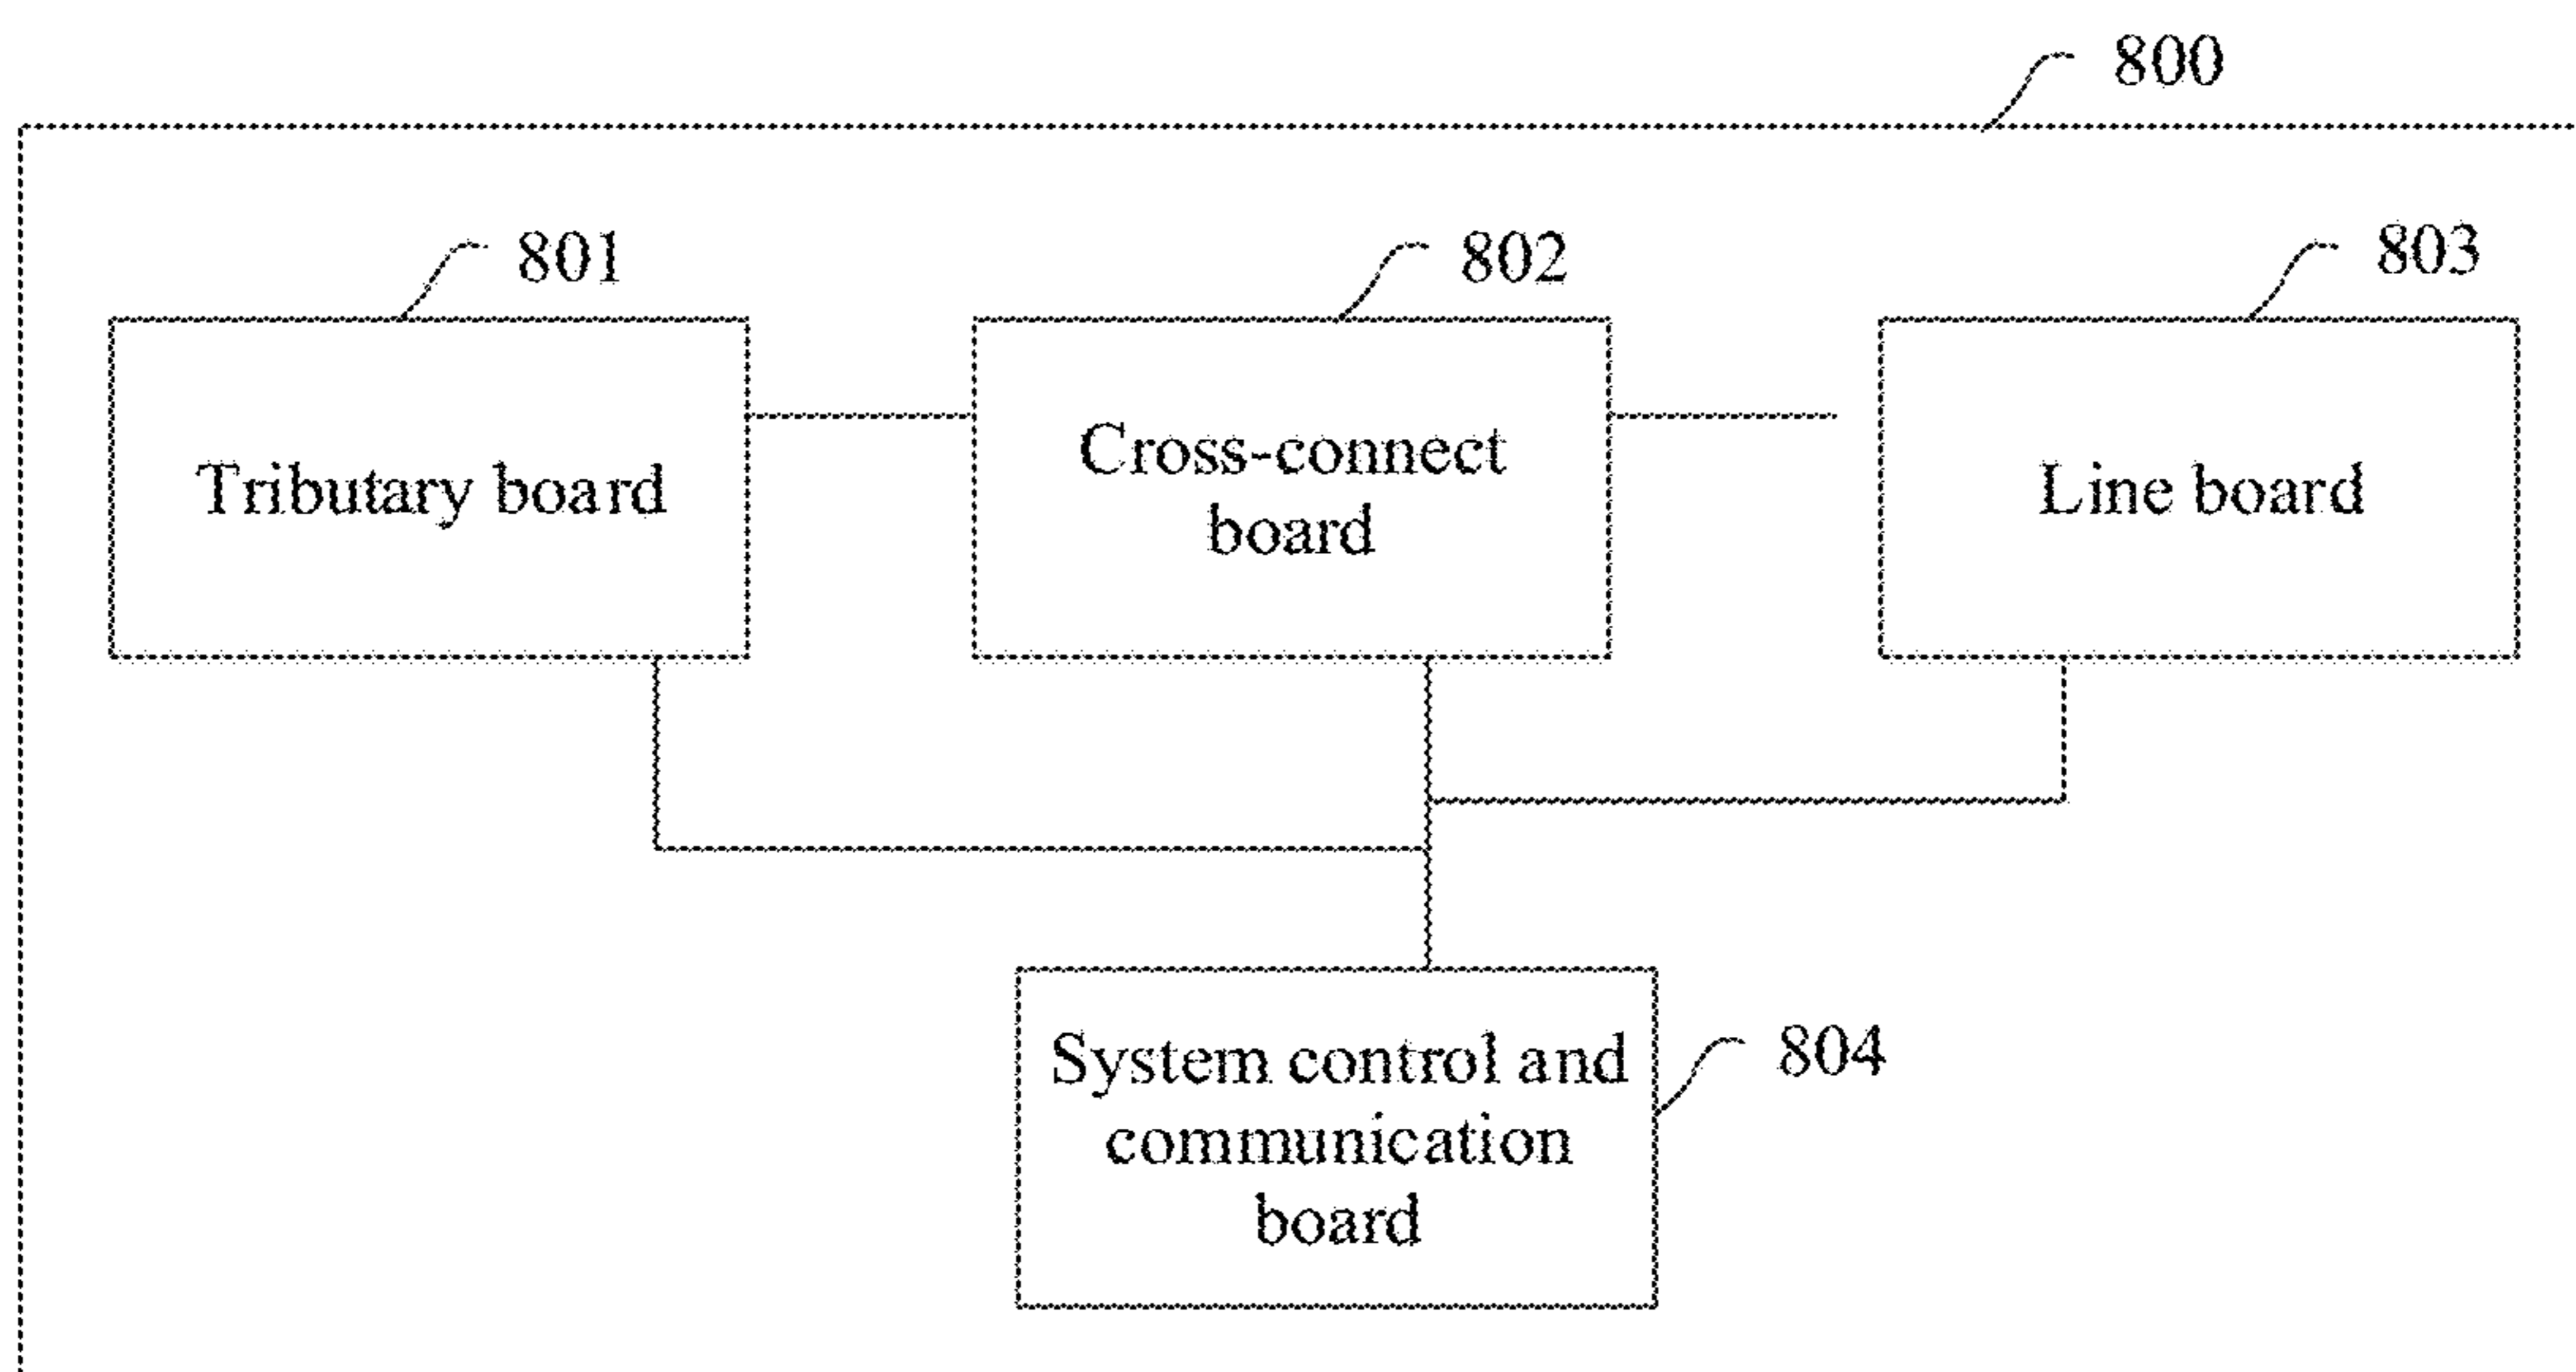 800
801
802
803
Tributary board
Cross-connect
board
Line board
System control and
communication
board
804